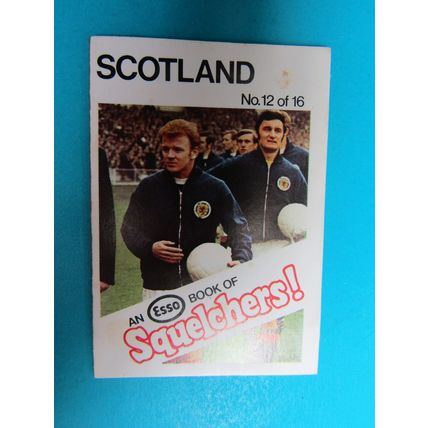 SCOTLAND
No.12 of 16
AN Esso BOOK OF
Squelchers!